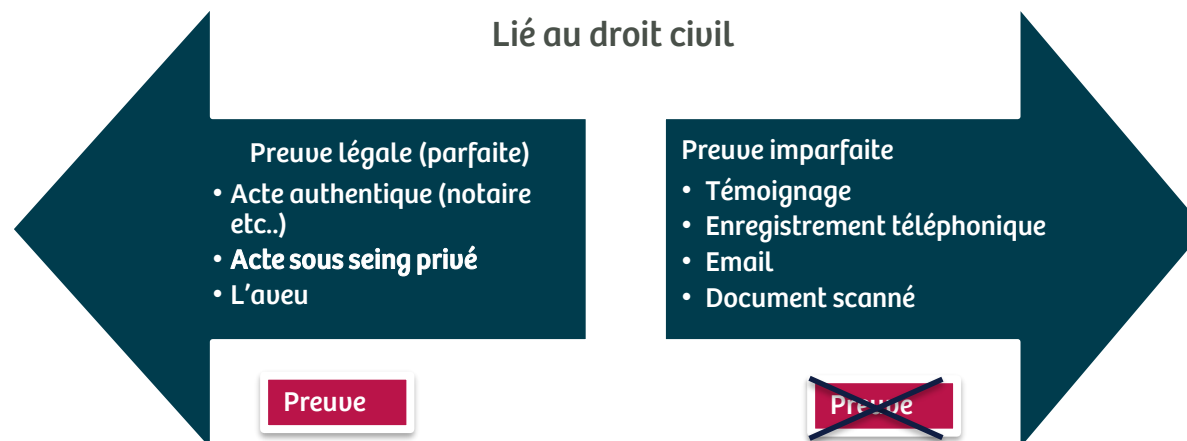 Lié au droit civil
Preuve légale (parfaite)
• Acte authentique (notaire
etc..)
• Acte sous seing privé
• L'aveu
Preuve imparfaite
• Témoignage
• Enregistrement téléphonique
• Email
• Document scanné
Preuve
Preuve